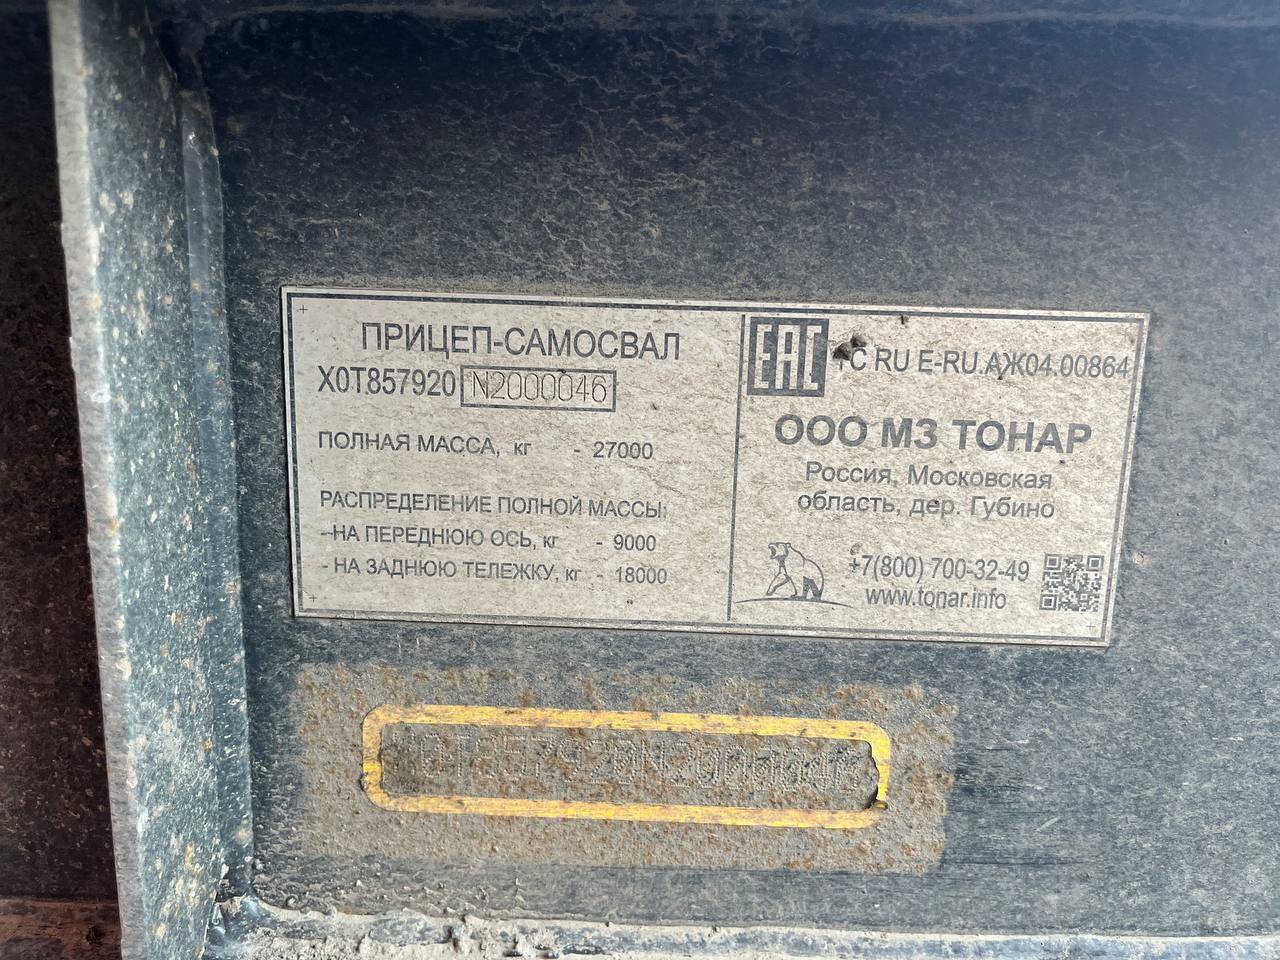 ПРИЦЕП-САМОСВАЛ
X0T857920 N2000046
ПОЛНАЯ МАССА, кг - 27000
РАСПРЕДЕЛЕНИЕ ПОЛНОЙ МАССЫ:
-НА ПЕРЕДНЮЮ ОСЬ, кг - 9000
- НА ЗАДНЮЮ ТЕЛЕЖКУ, кг - 18000
EAC
C RU E-RU.АЖ04.00864
ООО МЗ ТОНАР
Россия, Московская
область, дер. Губино
+7(800) 700-32-49
www.tonar.info
0T857920N2000046